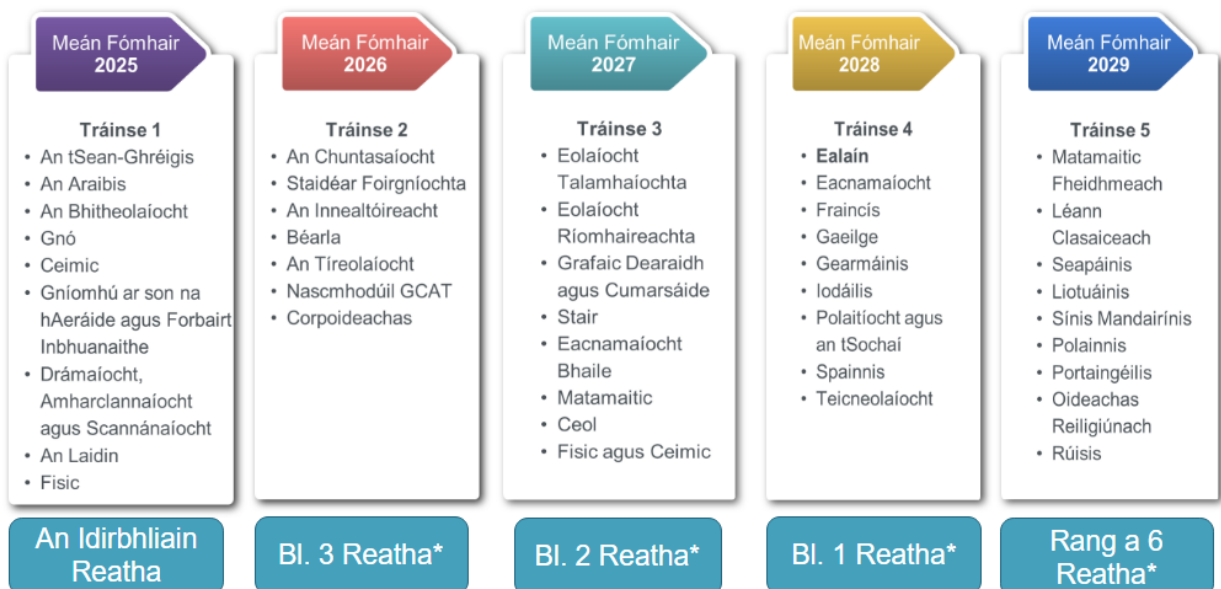 Meán Fómhair
2025
Tráinse 1
• An tSean-Ghréigis
• An Araibis
• An Bhitheolaíocht
• Gnó
• Ceimic
• Gníomhú ar son na
hAeráide agus Forbairt
Inbhuanaithe
• Drámaíocht,
Amharclannaíocht
agus Scannánaíocht
• An Laidin
• Fisic
An Idirbhliain
Reatha
Meán Fómhair
2026
Tráinse 2
• An Chuntasaíocht
• Staidéar Foirgníochta
• An Innealtóireacht
• Béarla
• An Tíreolaíocht
• Nascmhodúil GCAT
• Corpoideachas
Bl. 3 Reatha*
Meán Fómhair
2027
Tráinse 3
• Eolaíocht
Talamhaíochta
• Eolaíocht
Ríomhaireachta
• Grafaic Dearaidh
agus Cumarsáide
• Stair
• Eacnamaíocht
Bhaile
• Matamaitic
• Ceol
• Fisic agus Ceimic
Bl. 2 Reatha*
Meán Fómhair
2028
Tráinse 4
• Ealaín
• Eacnamaíocht
• Fraincís
• Gaeilge
• Gearmáinis
• Iodáilis
• Polaitíocht agus
an tSochaí
• Spainnis
• Teicneolaíocht
Bl. 1 Reatha*
Meán Fómhair
2029
Tráinse 5
• Matamaitic
Fheidhmeach
• Léann
Clasaiceach
• Seapáinis
• Liotuáinis
• Sínis Mandairínis
• Polainnis
• Portaingéilis
• Oideachas
Reiligiúnach
• Rúisis
Rang a 6
Reatha*